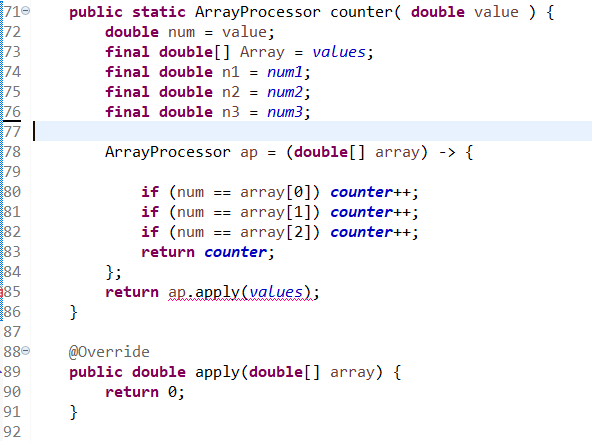 71 public static ArrayProcessor counter( double value ) {
72 double num = value;
73 final double[] Array = values;
74 final double n1 = num1;
75 final double n2 = num2;
76 final double n3 = num3;
77
78 ArrayProcessor ap = (double[] array) -> {
79
80 if (num == array[0]) counter++;
81 if (num == array[1]) counter++;
82 if (num == array[2]) counter++;
83 return counter;
84 };
85 return ap.apply(values);
86 }
87
88 @Override
89 public double apply(double[] array) {
90 return 0;
91 }
92